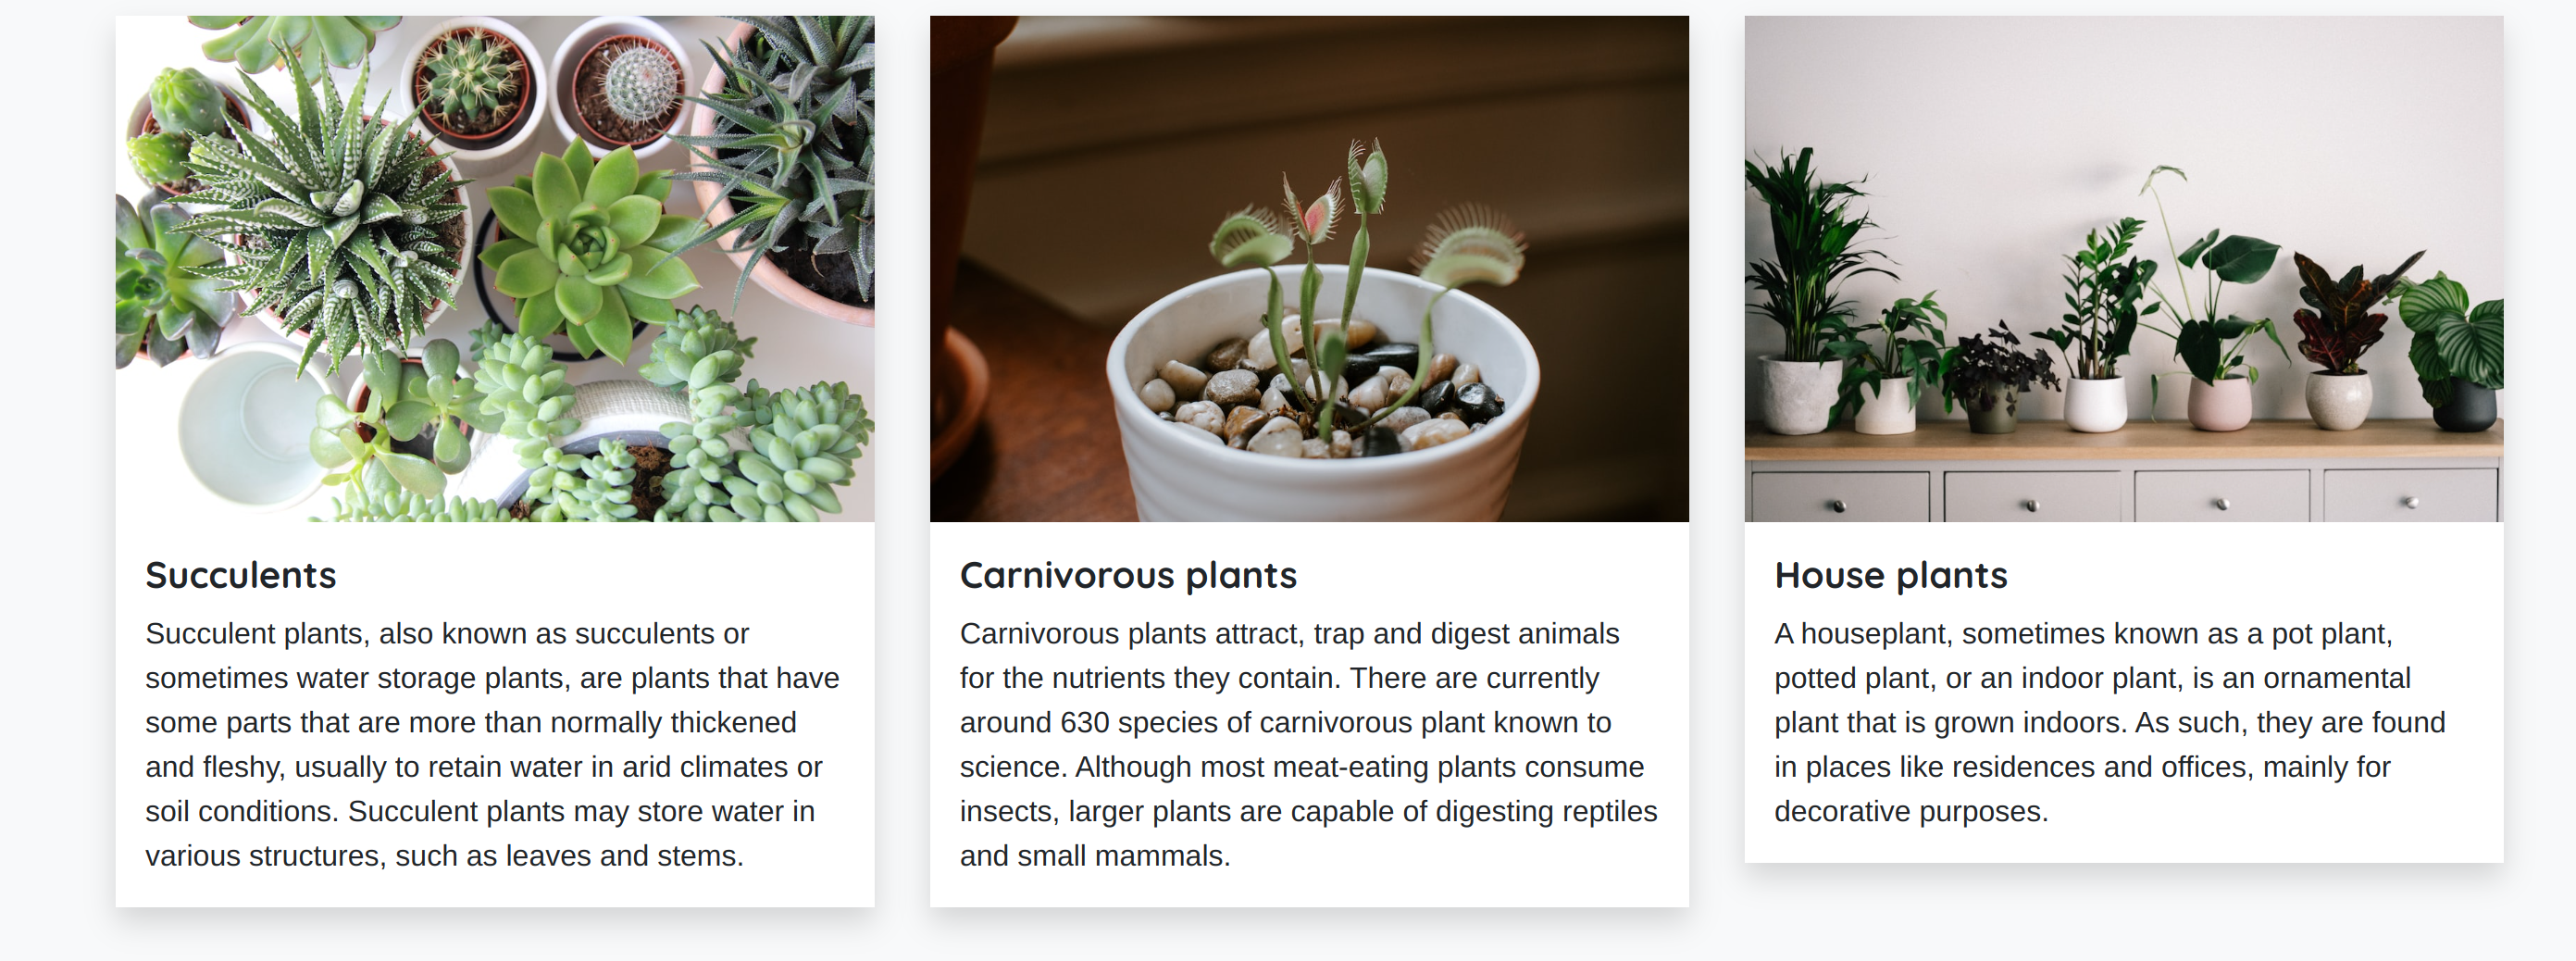 Succulents
Succulent plants, also known as succulents or
sometimes water storage plants, are plants that have
some parts that are more than normally thickened
and fleshy, usually to retain water in arid climates or
soil conditions. Succulent plants may store water in
various structures, such as leaves and stems.
Carnivorous plants
Carnivorous plants attract, trap and digest animals
for the nutrients they contain. There are currently
around 630 species of carnivorous plant known to
science. Although most meat-eating plants consume
insects, larger plants are capable of digesting reptiles
and small mammals.
House plants
A houseplant, sometimes known as a pot plant,
potted plant, or an indoor plant, is an ornamental
plant that is grown indoors. As such, they are found
in places like residences and offices, mainly for
decorative purposes.